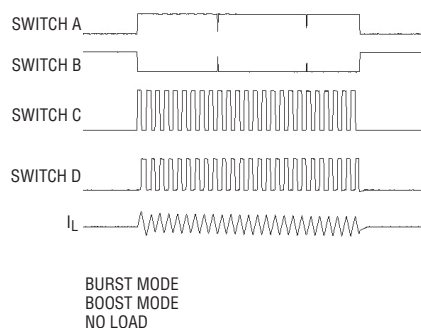 SWITCH A
SWITCH B
SWITCH C
SWITCH D
IL
BURST MODE
BOOST MODE
NO LOAD